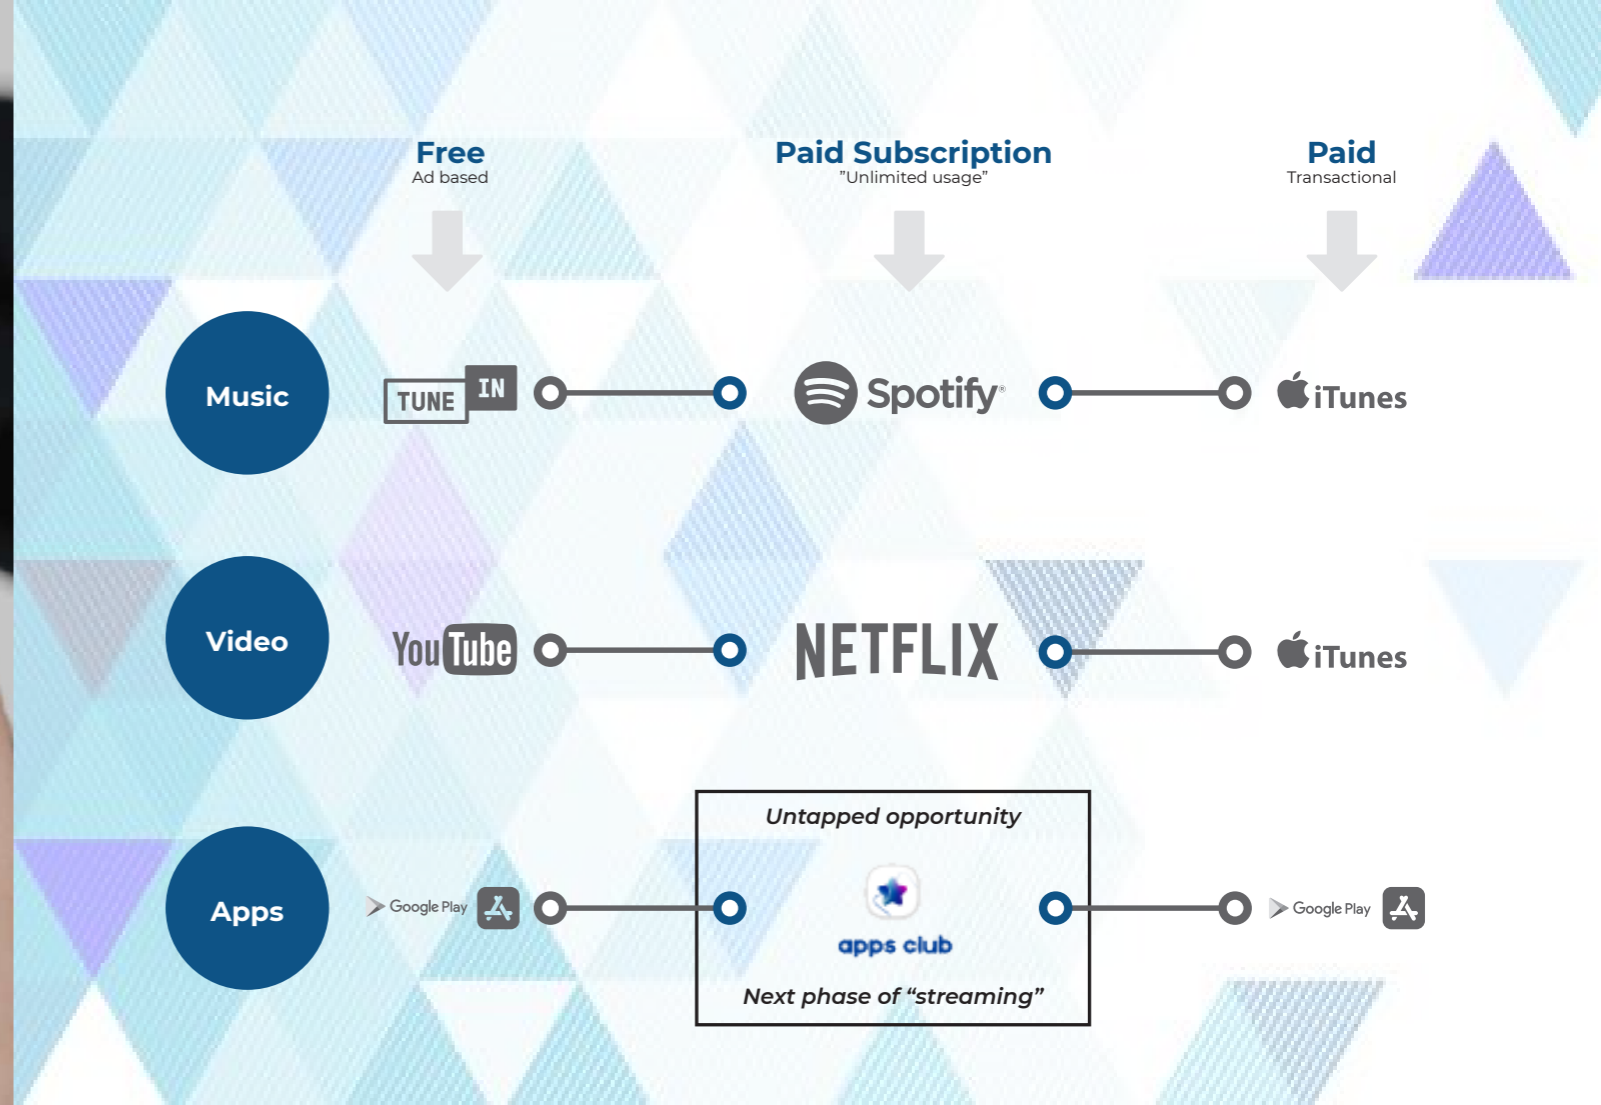 Free
Ad based
Paid Subscription
"Unlimited usage"
Paid
Transactional
Music
TUNE IN
Spotify®
iTunes
Video
YouTube
NETFLIX
iTunes
Untapped opportunity
Apps
Google Play
apps club
Google Play
Next phase of “streaming”